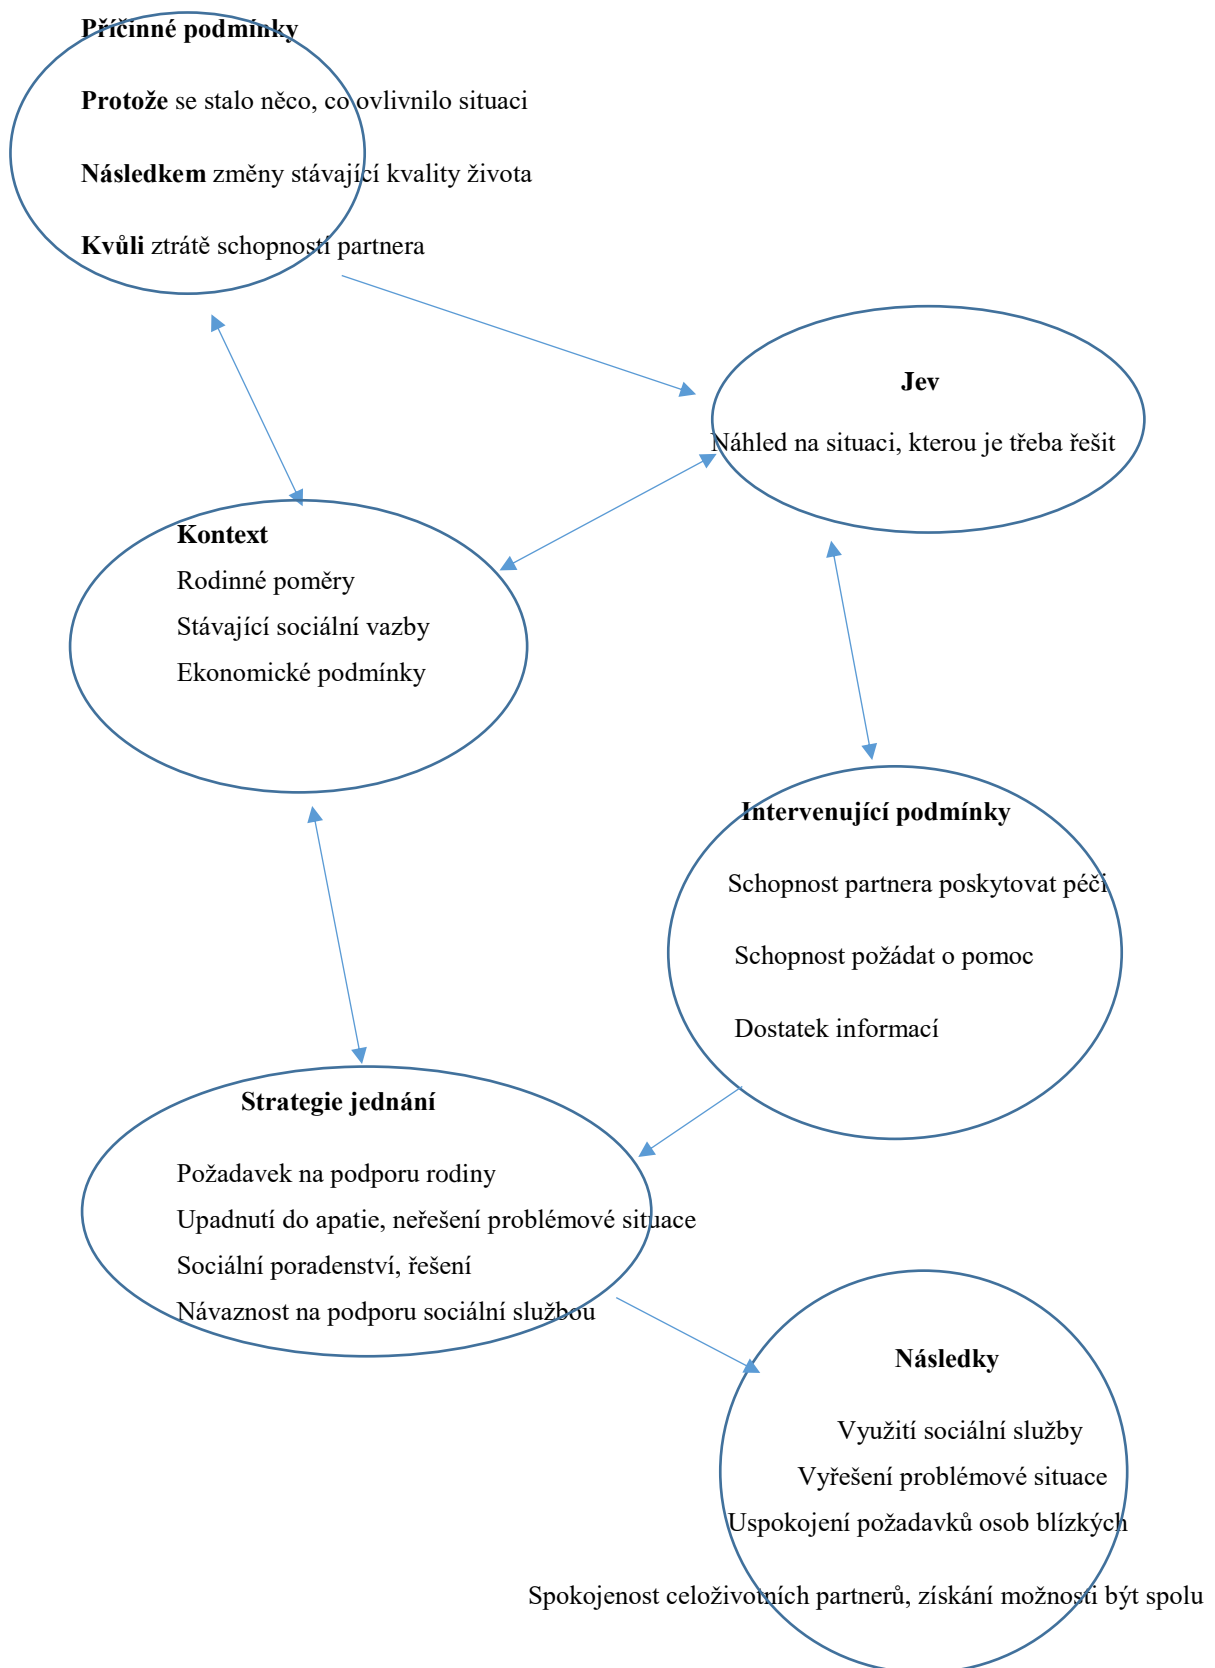 Příčinné podmínky
Protože se stalo něco, co ovlivnilo situaci
Následkem změny stávající kvality života
Kvůli ztrátě schopností partnera
Jev
Náhled na situaci, kterou je třeba řešit
Kontext
Rodinné poměry
Stávající sociální vazby
Ekonomické podmínky
Intervenující podmínky
Schopnost partnera poskytovat péči
Schopnost požádat o pomoc
Dostatek informací
Strategie jednání
Požadavek na podporu rodiny
Upadnutí do apatie, neřešení problémové situace
Sociální poradenství, řešení
Návaznost na podporu sociální službou
Následky
Využití sociální služby
Vyřešení problémové situace
Uspokojení požadavků osob blízkých
Spokojenost celoživotních partnerů, získání možnosti být spolu